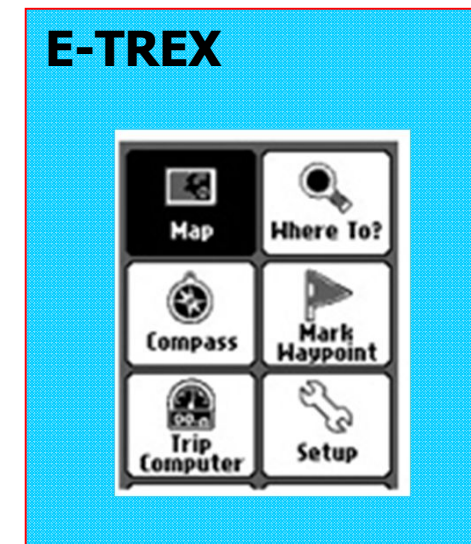 E-TREX
Map
Where To?
Compass
Mark
Waypoint
Trip
Computer
Setup